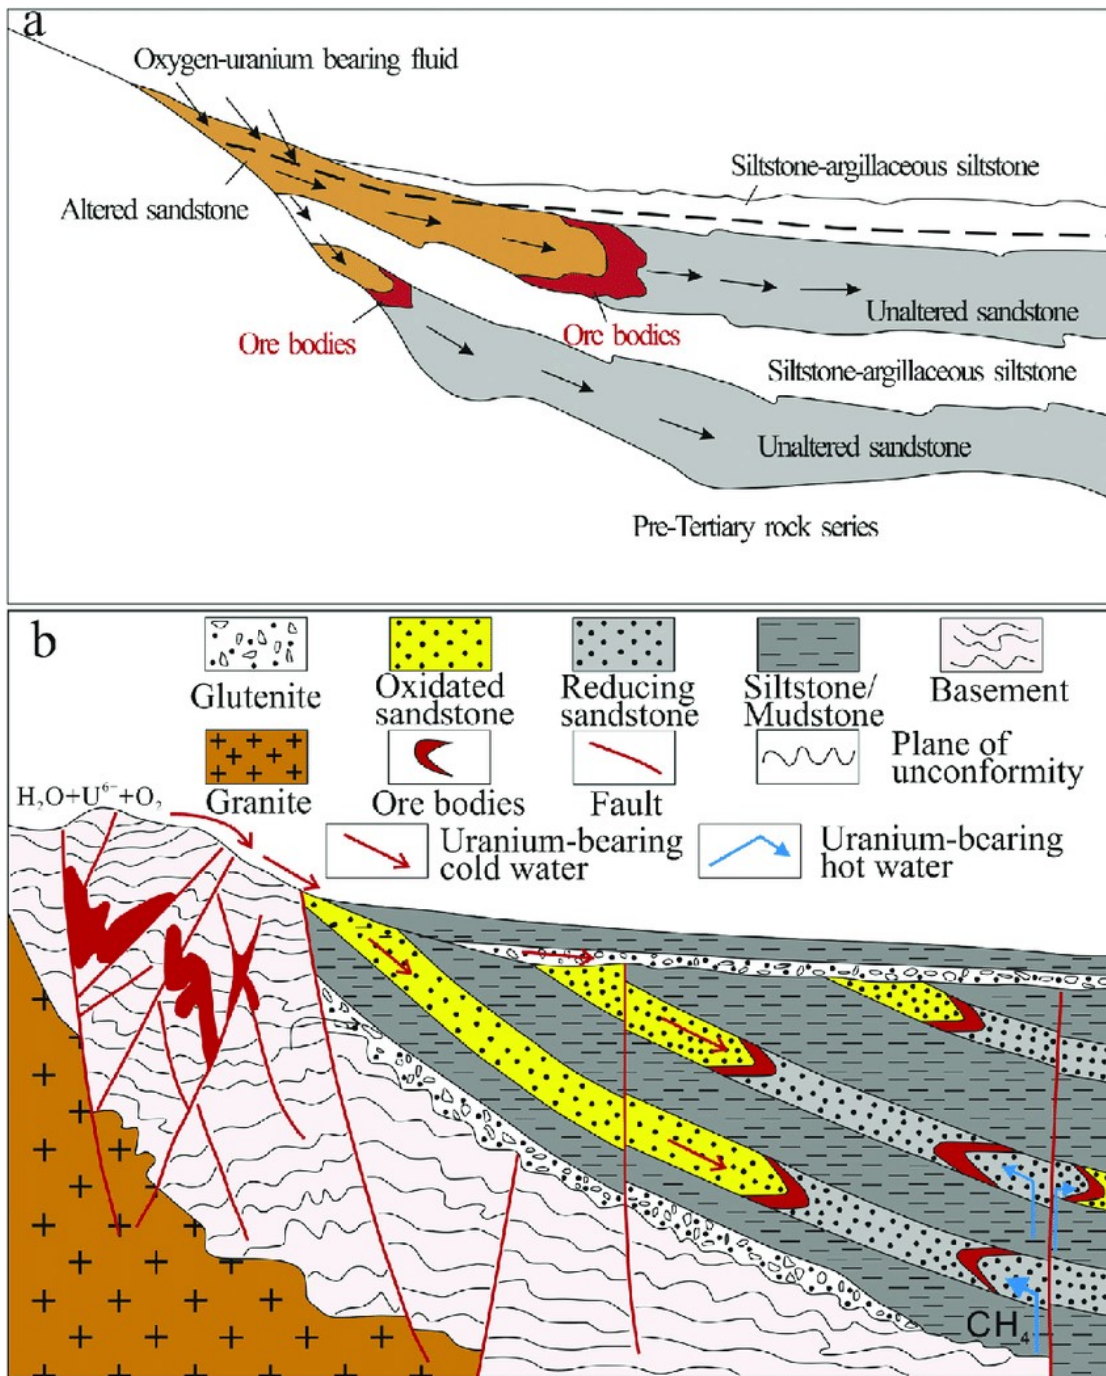 a
Oxygen-uranium bearing fluid
Siltstone-argillaceous siltstone
Altered sandstone
Unaltered sandstone
Ore bodies
Orc bodies
Siltstone-argillaceous siltstone
Unaltered sandstone
Pre-Tertiary rock series
b
Glutenite
Oxidated
sandstone
Reducing
sandstone
Siltstone/
Mudstone
Basement
Granite
Ore bodies
Fault
Plane of
unconformity
H₂O+U⁶⁻+O₂
Uranium-bearing
cold water
Uranium-bearing
hot water
CH₄